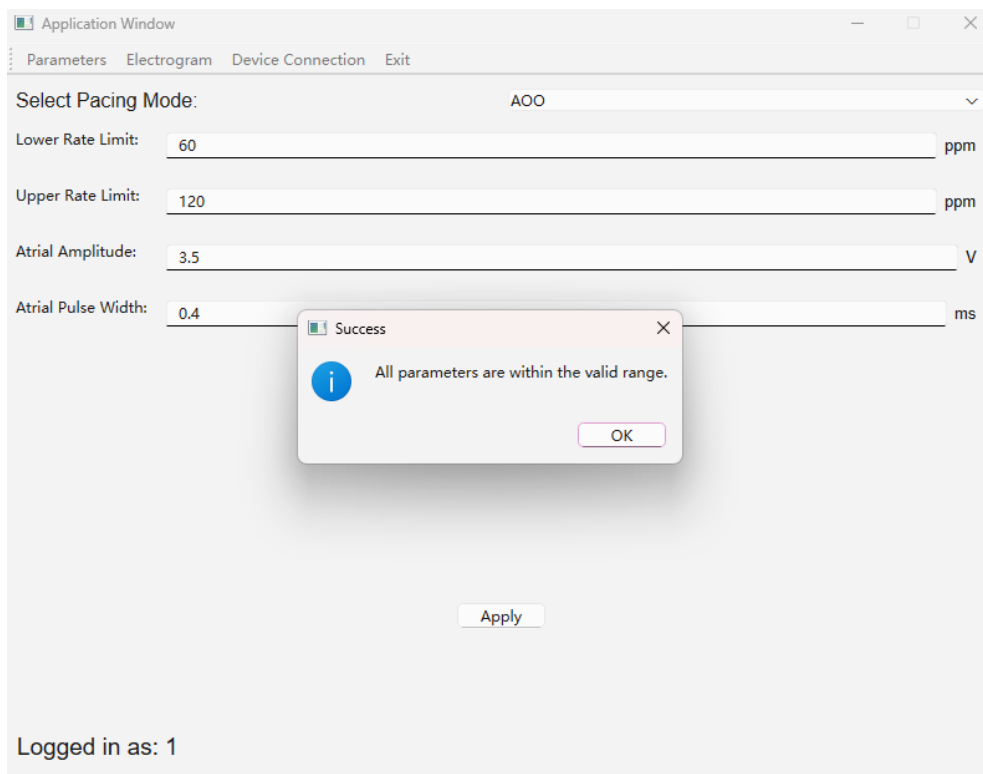 Application Window
Parameters Electrogram Device Connection Exit
Select Pacing Mode: AOO
Lower Rate Limit: 60 ppm
Upper Rate Limit: 120 ppm
Atrial Amplitude: 3.5 V
Atrial Pulse Width: 0.4 ms
Success
All parameters are within the valid range.
OK
Apply
Logged in as: 1